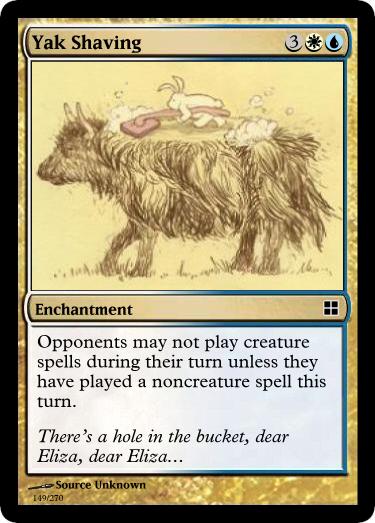 Yak Shaving 3
Enchantment
Opponents may not play creature
spells during their turn unless they
have played a noncreature spell this
turn.
There's a hole in the bucket, dear
Eliza, dear Eliza...
Source Unknown
149/270